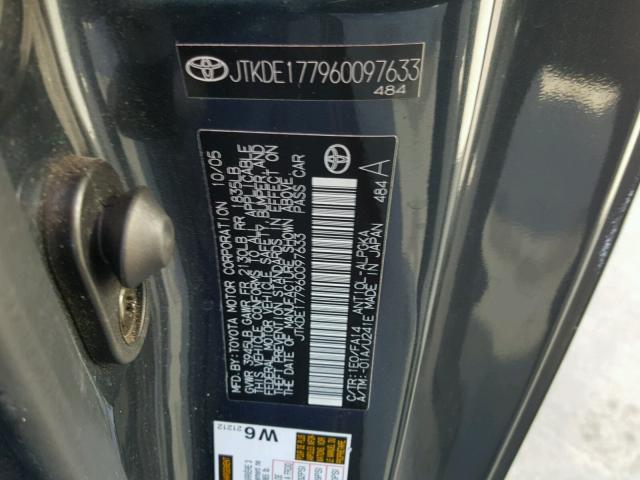 JTKDE177960097633
484
MFD. BY: TOYOTA MOTOR CORPORATION 10/05
GVWR 3945LB GAWR FR 2130LB RR 1835LB
THIS VEHICLE CONFORMS TO ALL APPLICABLE
FEDERAL MOTOR VEHICLE SAFETY, BUMPER, AND
THEFT PREVENTION STANDARDS IN EFFECT ON
THE DATE OF MANUFACTURE SHOWN ABOVE.
JTKDE177960097633 PASS. CAR
C/TR: 1E0/FA14 ANT10L-ALPGKA
A/TM: -01A/U241E MADE IN JAPAN
484 A
W6
21212